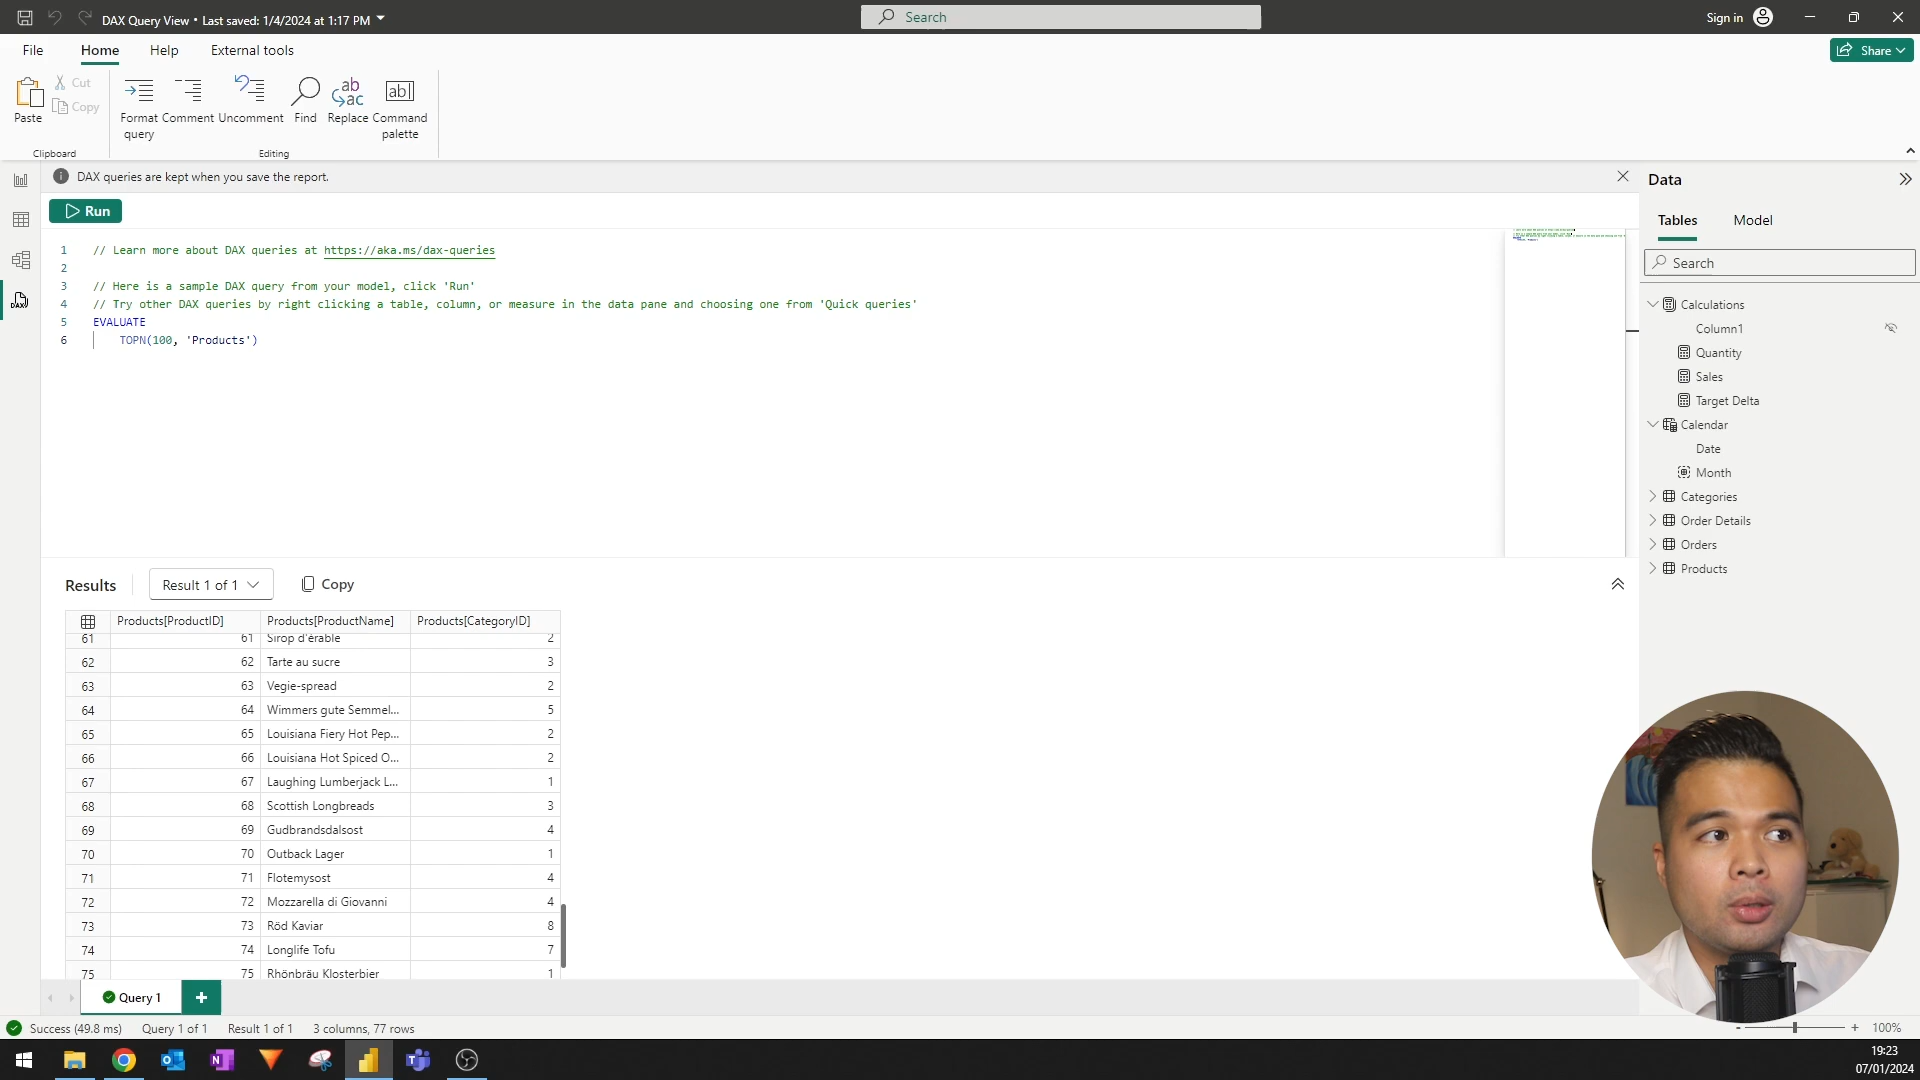 DAX Query View • Last saved: 1/4/2024 at 1:17 PM
Search
Sign in
File
Home
Help
External tools
Share
Paste
Cut
Copy
Format query
Comment
Uncomment
Find
Replace
Command palette
Clipboard
Editing
DAX queries are kept when you save the report.
Run
1 // Learn more about DAX queries at https://aka.ms/dax-queries
2
3 // Here is a sample DAX query from your model, click 'Run'
4 // Try other DAX queries by right clicking a table, column, or measure in the data pane and choosing one from 'Quick queries'
5 EVALUATE
6 TOPN(100, 'Products')
Data
Tables
Model
Search
Calculations
Column1
Quantity
Sales
Target Delta
Calendar
Date
Month
Categories
Order Details
Orders
Products
Results
Result 1 of 1
Copy
Products[ProductID] Products[ProductName] Products[CategoryID]
61 61 Sirop d'érable 2
62 62 Tarte au sucre 3
63 63 Vegie-spread 2
64 64 Wimmers gute Semmel... 5
65 65 Louisiana Fiery Hot Pep... 2
66 66 Louisiana Hot Spiced O... 2
67 67 Laughing Lumberjack L... 1
68 68 Scottish Longbreads 3
69 69 Gudbrandsdalsost 4
70 70 Outback Lager 1
71 71 Flotemysost 4
72 72 Mozzarella di Giovanni 4
73 73 Röd Kaviar 8
74 74 Longlife Tofu 7
75 75 Rhönbräu Klosterbier 1
Query 1
+
Success (49.8 ms) Query 1 of 1 Result 1 of 1 3 columns, 77 rows
- + 100%
19:23
07/01/2024